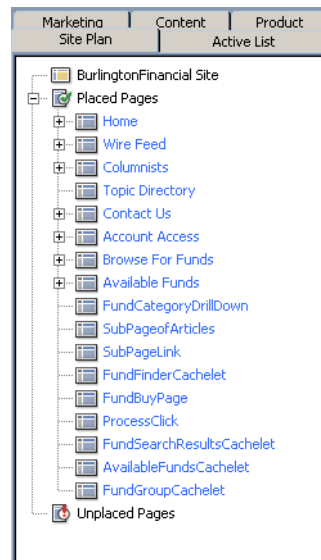 Marketing Content Product
Site Plan Active List
BurlingtonFinancial Site
Placed Pages
Home
Wire Feed
Columnists
Topic Directory
Contact Us
Account Access
Browse For Funds
Available Funds
FundCategoryDrillDown
SubPageofArticles
SubPageLink
FundFinderCachelet
FundBuyPage
ProcessClick
FundSearchResultsCachelet
AvailableFundsCachelet
FundGroupCachelet
Unplaced Pages